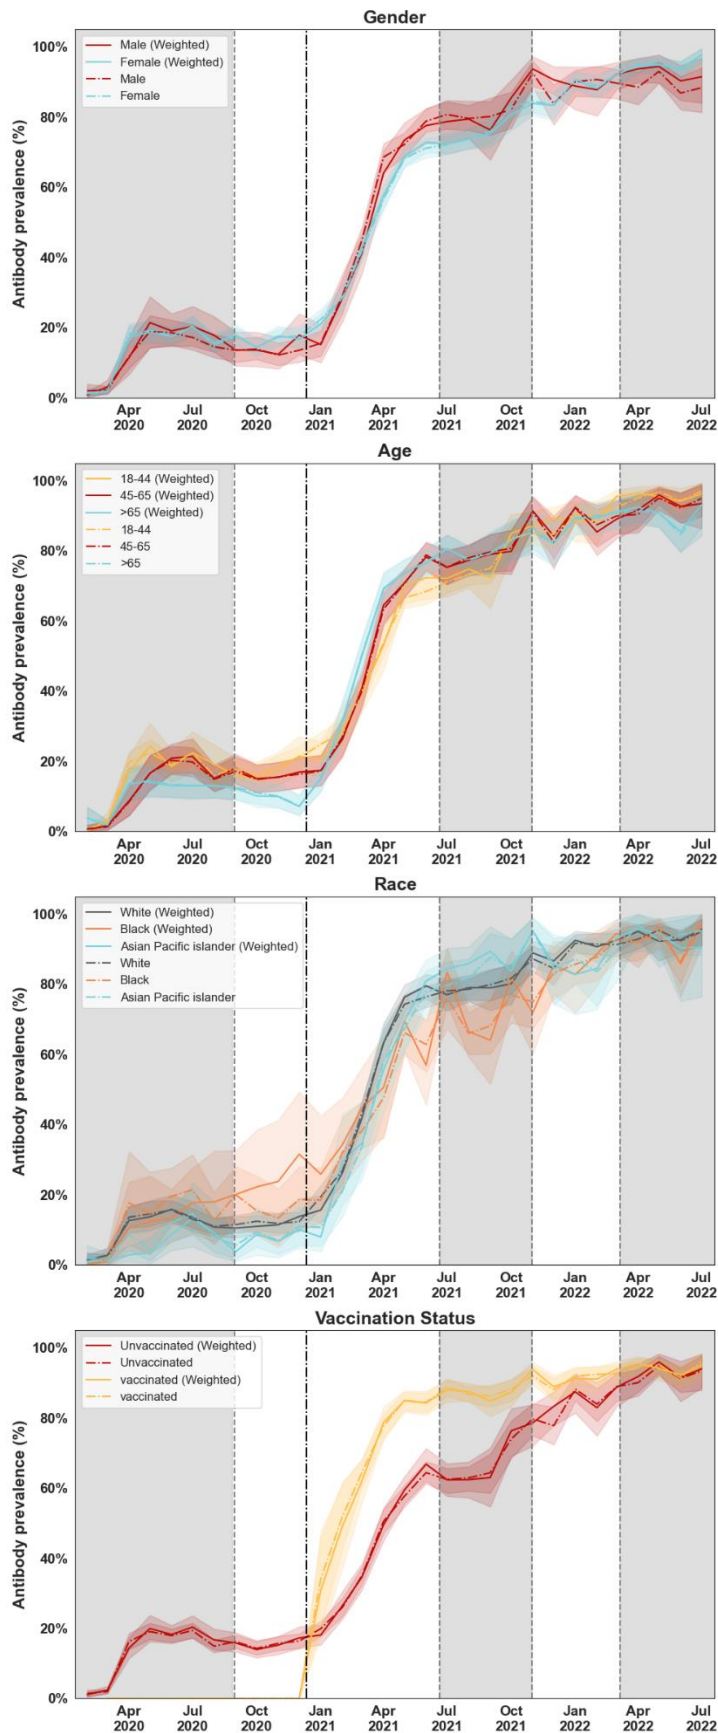 Gender
Antibody prevalence (%)
100%
80%
60%
40%
20%
0%
Male (Weighted)
Female (Weighted)
Male
Female
Apr 2020
Jul 2020
Oct 2020
Jan 2021
Apr 2021
Jul 2021
Oct 2021
Jan 2022
Apr 2022
Jul 2022
Age
Antibody prevalence (%)
100%
80%
60%
40%
20%
0%
18-44 (Weighted)
45-65 (Weighted)
>65 (Weighted)
18-44
45-65
>65
Apr 2020
Jul 2020
Oct 2020
Jan 2021
Apr 2021
Jul 2021
Oct 2021
Jan 2022
Apr 2022
Jul 2022
Race
Antibody prevalence (%)
100%
80%
60%
40%
20%
0%
White (Weighted)
Black (Weighted)
Asian Pacific islander (Weighted)
White
Black
Asian Pacific islander
Apr 2020
Jul 2020
Oct 2020
Jan 2021
Apr 2021
Jul 2021
Oct 2021
Jan 2022
Apr 2022
Jul 2022
Vaccination Status
Antibody prevalence (%)
100%
80%
60%
40%
20%
0%
Unvaccinated (Weighted)
Unvaccinated
vaccinated (Weighted)
vaccinated
Apr 2020
Jul 2020
Oct 2020
Jan 2021
Apr 2021
Jul 2021
Oct 2021
Jan 2022
Apr 2022
Jul 2022